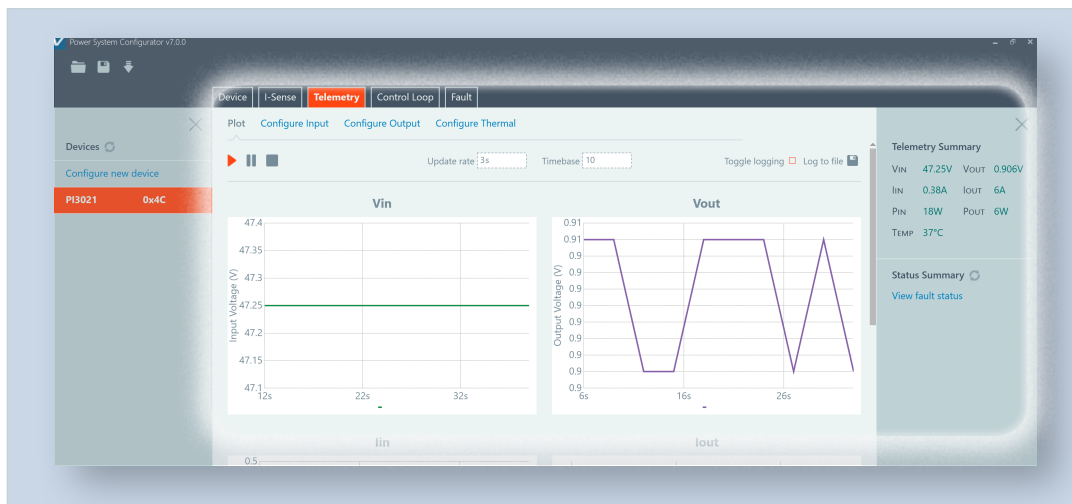 Power System Configurator v7.0.0
Device
I-Sense
Telemetry
Control Loop
Fault
Devices
Configure new device
PI3021 0x4C
Plot
Configure Input
Configure Output
Configure Thermal
Update rate 3s
Timebase 10
Toggle logging
Log to file
Vin
47.4
47.35
47.3
47.25
47.2
47.15
47.1
Input Voltage (V)
12s 22s 32s
-
Vout
0.91
0.91
0.9
0.9
0.9
0.9
0.9
0.9
0.9
0.9
0.9
Output Voltage (V)
6s 16s 26s
-
Iin
0.5
Iout
Telemetry Summary
VIN 47.25V VOUT 0.906V
IIN 0.38A IOUT 6A
PIN 18W POUT 6W
TEMP 37°C
Status Summary
View fault status